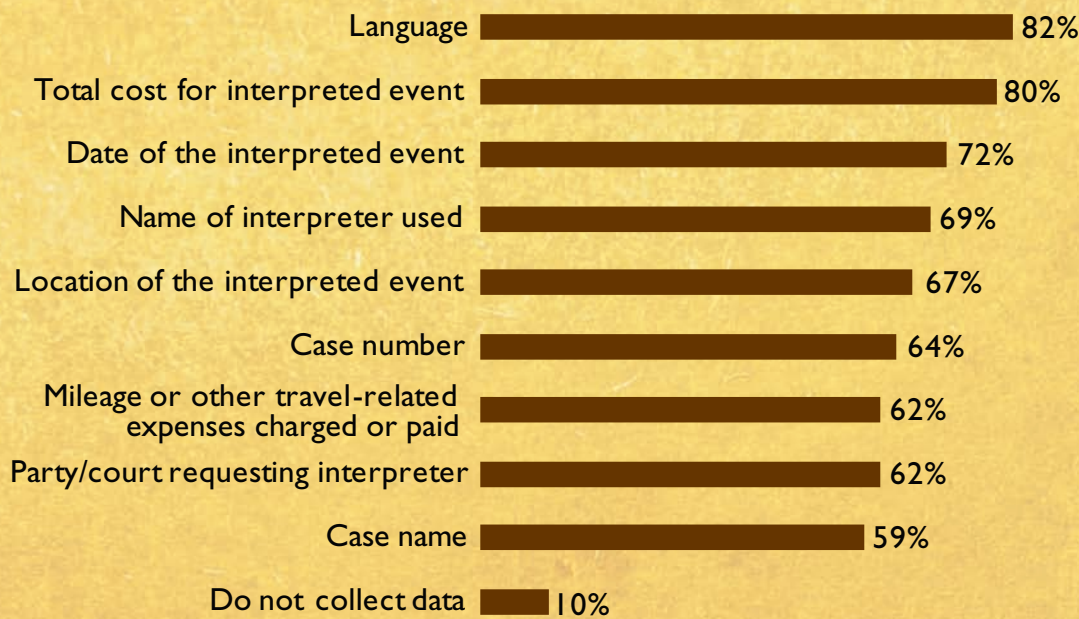 Language 82%
Total cost for interpreted event 80%
Date of the interpreted event 72%
Name of interpreter used 69%
Location of the interpreted event 67%
Case number 64%
Mileage or other travel-related
expenses charged or paid 62%
Party/court requesting interpreter 62%
Case name 59%
Do not collect data 10%